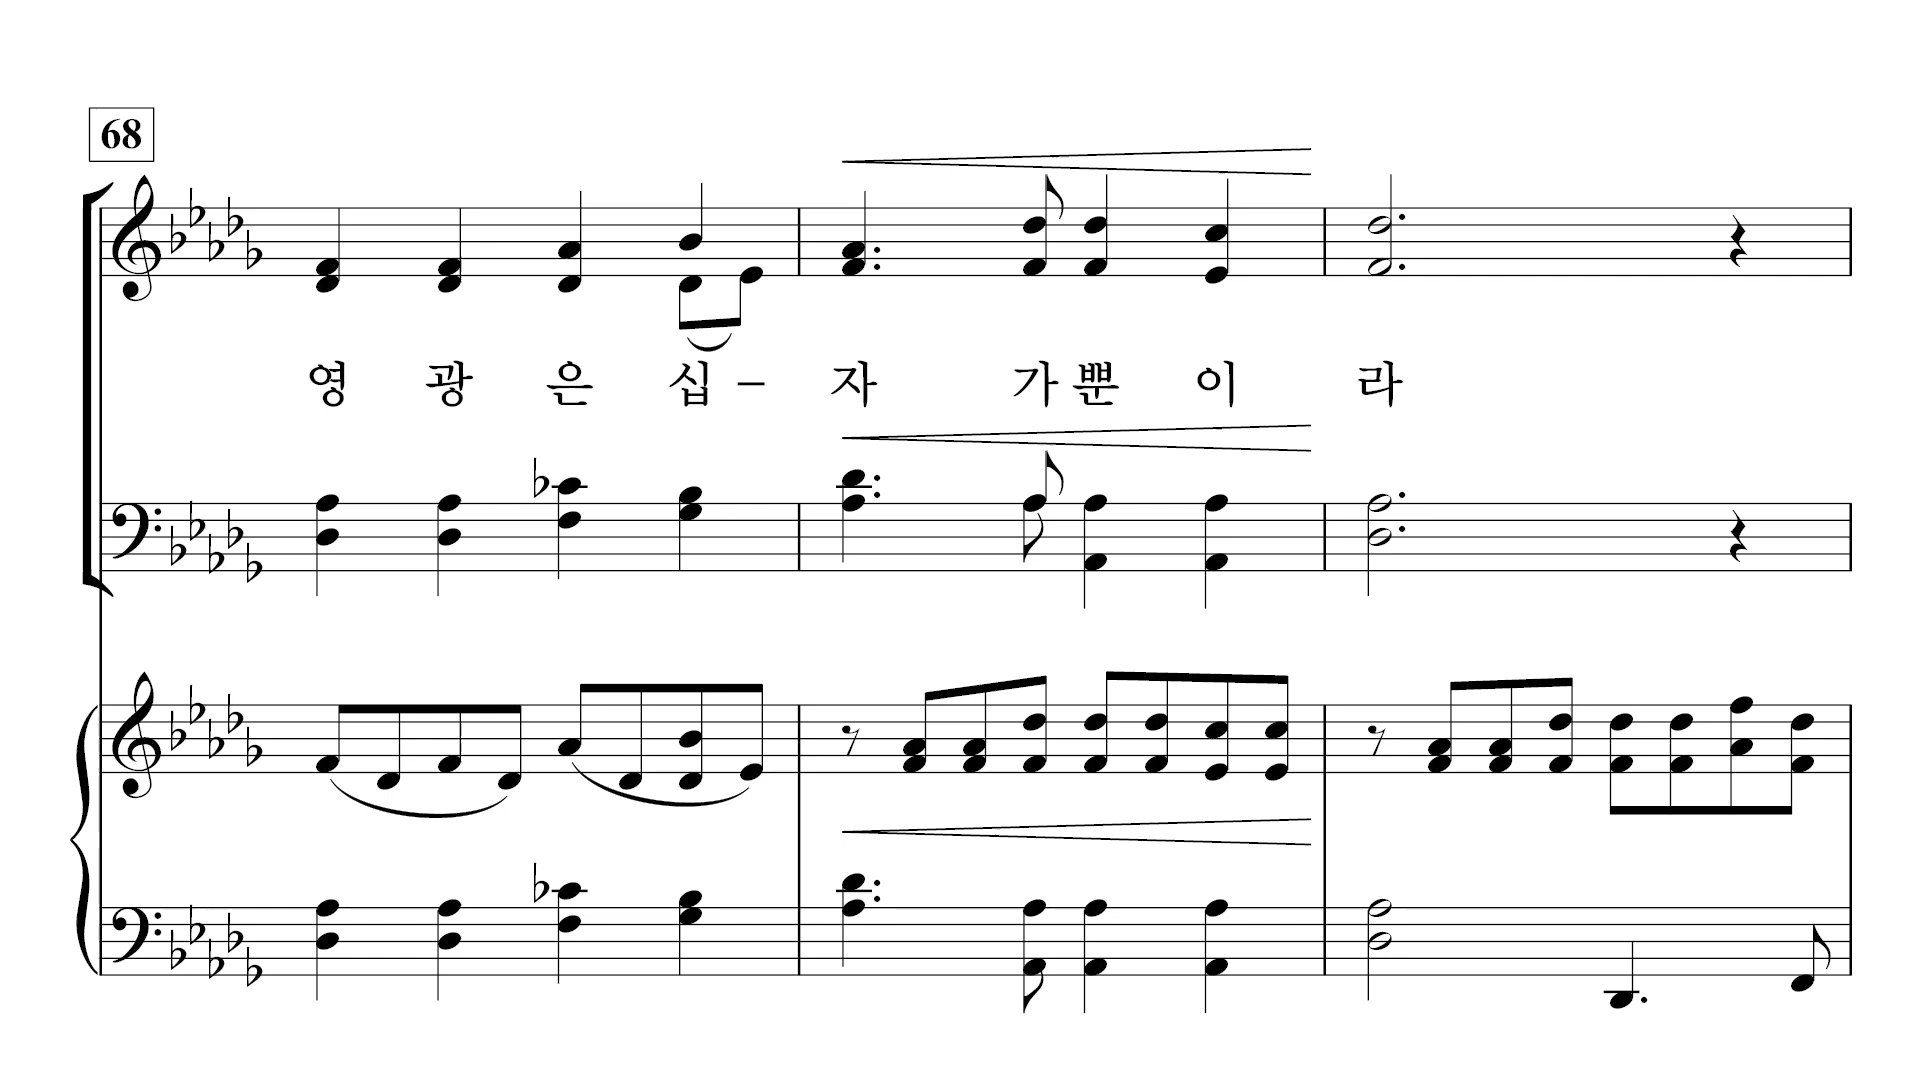 68
영 광 은 십 – 자 가 뿐 이 라